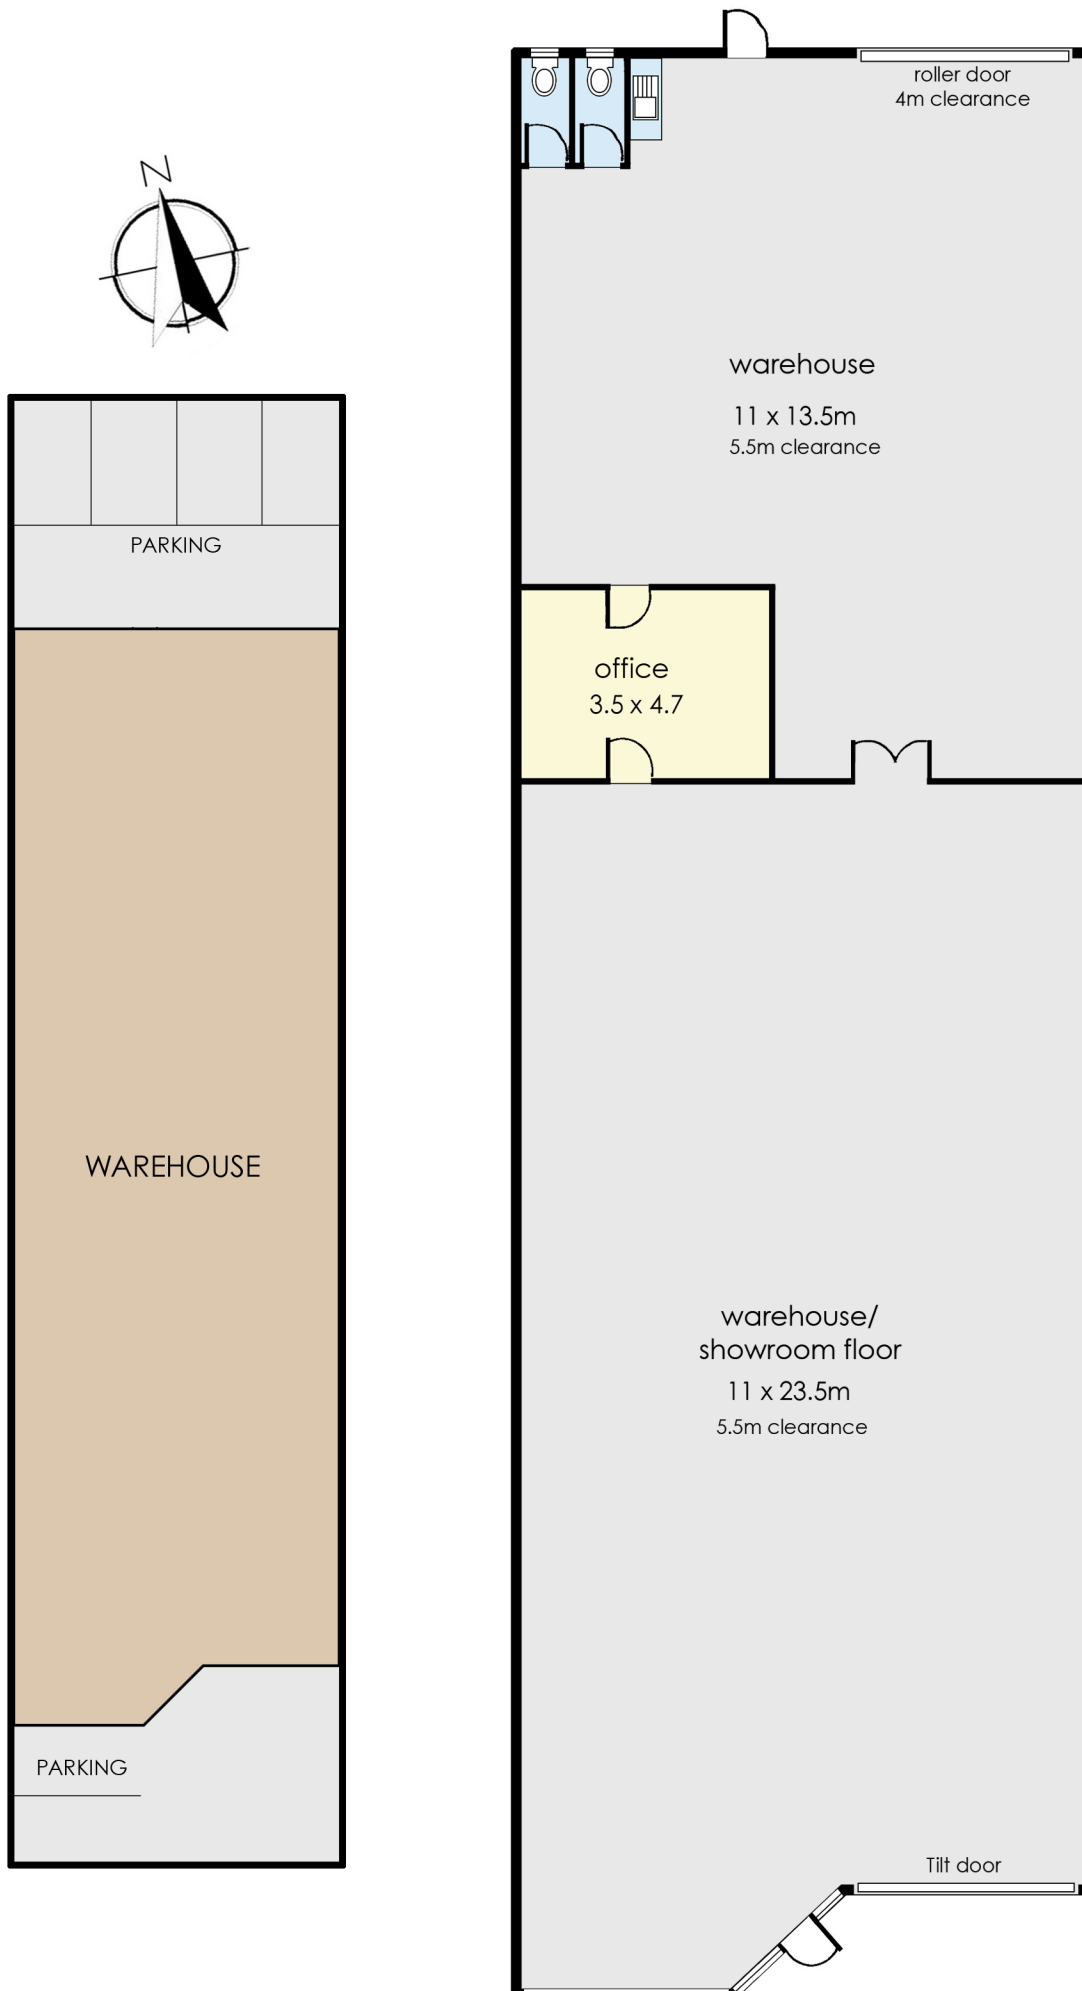 roller door
4m clearance
N
warehouse
11 x 13.5m
5.5m clearance
PARKING
office
3.5 x 4.7
WAREHOUSE
warehouse/
showroom floor
11 x 23.5m
5.5m clearance
PARKING
Tilt door